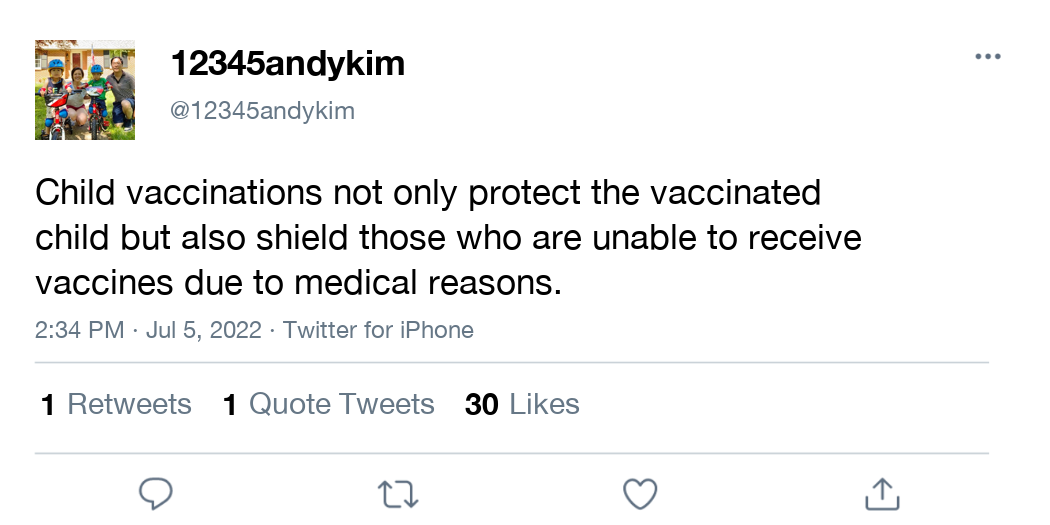 12345andykim
@12345andykim
Child vaccinations not only protect the vaccinated
child but also shield those who are unable to receive
vaccines due to medical reasons.
2:34 PM · Jul 5, 2022 · Twitter for iPhone
1 Retweets 1 Quote Tweets 30 Likes